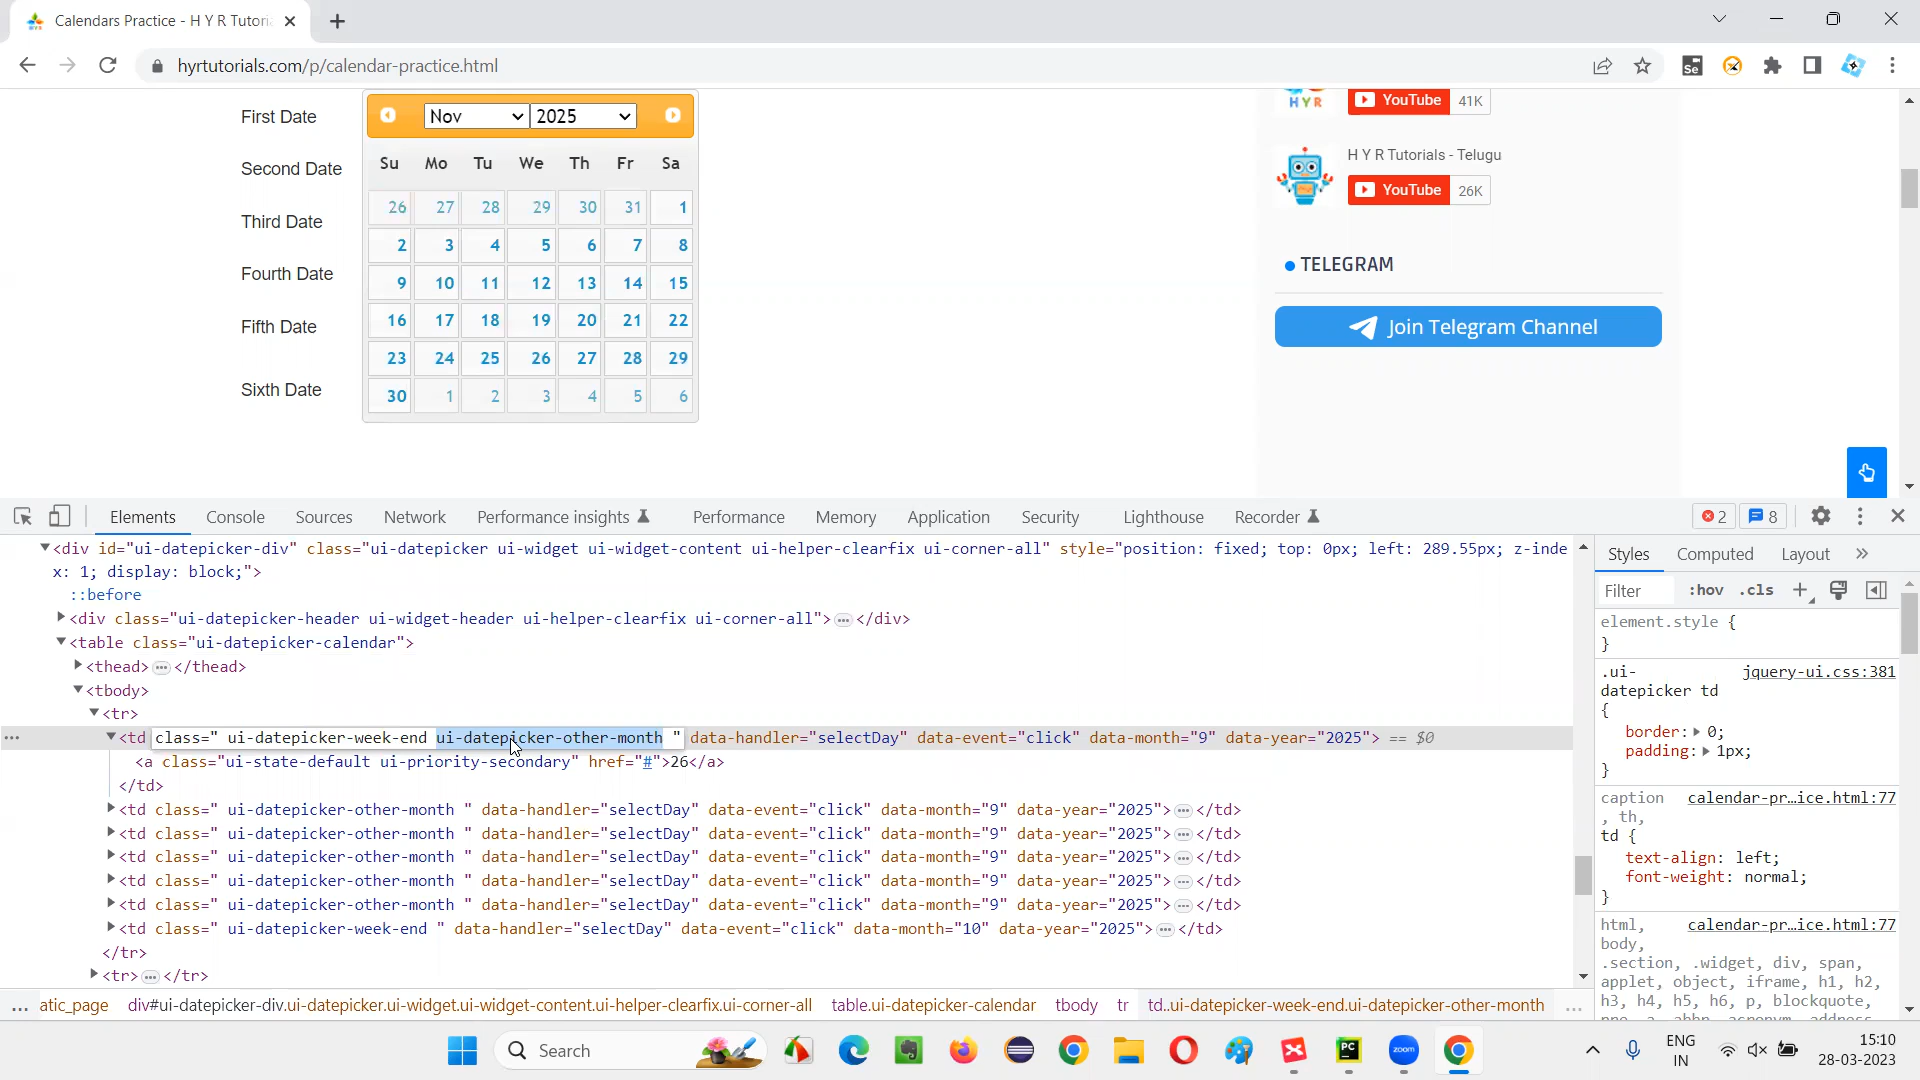 Calendars Practice - H Y R Tutori
hyrtutorials.com/p/calendar-practice.html
Se
First Date
Second Date
Third Date
Fourth Date
Fifth Date
Sixth Date
Nov 2025
Su Mo Tu We Th Fr Sa
26 27 28 29 30 31 1
2 3 4 5 6 7 8
9 10 11 12 13 14 15
16 17 18 19 20 21 22
23 24 25 26 27 28 29
30 1 2 3 4 5 6
HYR
YouTube 41K
H Y R Tutorials - Telugu
YouTube 26K
TELEGRAM
Join Telegram Channel
Elements Console Sources Network Performance insights Performance Memory Application Security Lighthouse Recorder 2 8
<div id="ui-datepicker-div" class="ui-datepicker ui-widget ui-widget-content ui-helper-clearfix ui-corner-all" style="position: fixed; top: 0px; left: 289.55px; z-inde
x: 1; display: block;">
::before
<div class="ui-datepicker-header ui-widget-header ui-helper-clearfix ui-corner-all">…</div>
<table class="ui-datepicker-calendar">
<thead>…</thead>
<tbody>
<tr>
<td class=" ui-datepicker-week-end ui-datepicker-other-month " data-handler="selectDay" data-event="click" data-month="9" data-year="2025"> == $0
<a class="ui-state-default ui-priority-secondary" href="#">26</a>
</td>
<td class=" ui-datepicker-other-month " data-handler="selectDay" data-event="click" data-month="9" data-year="2025">…</td>
<td class=" ui-datepicker-other-month " data-handler="selectDay" data-event="click" data-month="9" data-year="2025">…</td>
<td class=" ui-datepicker-other-month " data-handler="selectDay" data-event="click" data-month="9" data-year="2025">…</td>
<td class=" ui-datepicker-other-month " data-handler="selectDay" data-event="click" data-month="9" data-year="2025">…</td>
<td class=" ui-datepicker-other-month " data-handler="selectDay" data-event="click" data-month="9" data-year="2025">…</td>
<td class=" ui-datepicker-week-end " data-handler="selectDay" data-event="click" data-month="10" data-year="2025">…</td>
</tr>
<tr>…</tr>
... atic_page div#ui-datepicker-div.ui-datepicker.ui-widget.ui-widget-content.ui-helper-clearfix.ui-corner-all table.ui-datepicker-calendar tbody tr td..ui-datepicker-week-end.ui-datepicker-other-month ...
Styles Computed Layout »
Filter :hov .cls
element.style {
}
.ui- jquery-ui.css:381
datepicker td
{
border: 0;
padding: 1px;
}
caption calendar-pr…ice.html:77
, th,
td {
text-align: left;
font-weight: normal;
}
html, calendar-pr…ice.html:77
body,
.section, .widget, div, span,
applet, object, iframe, h1, h2,
h3, h4, h5, h6, p, blockquote,
Search
PC
zoom
ENG
IN
15:10
28-03-2023